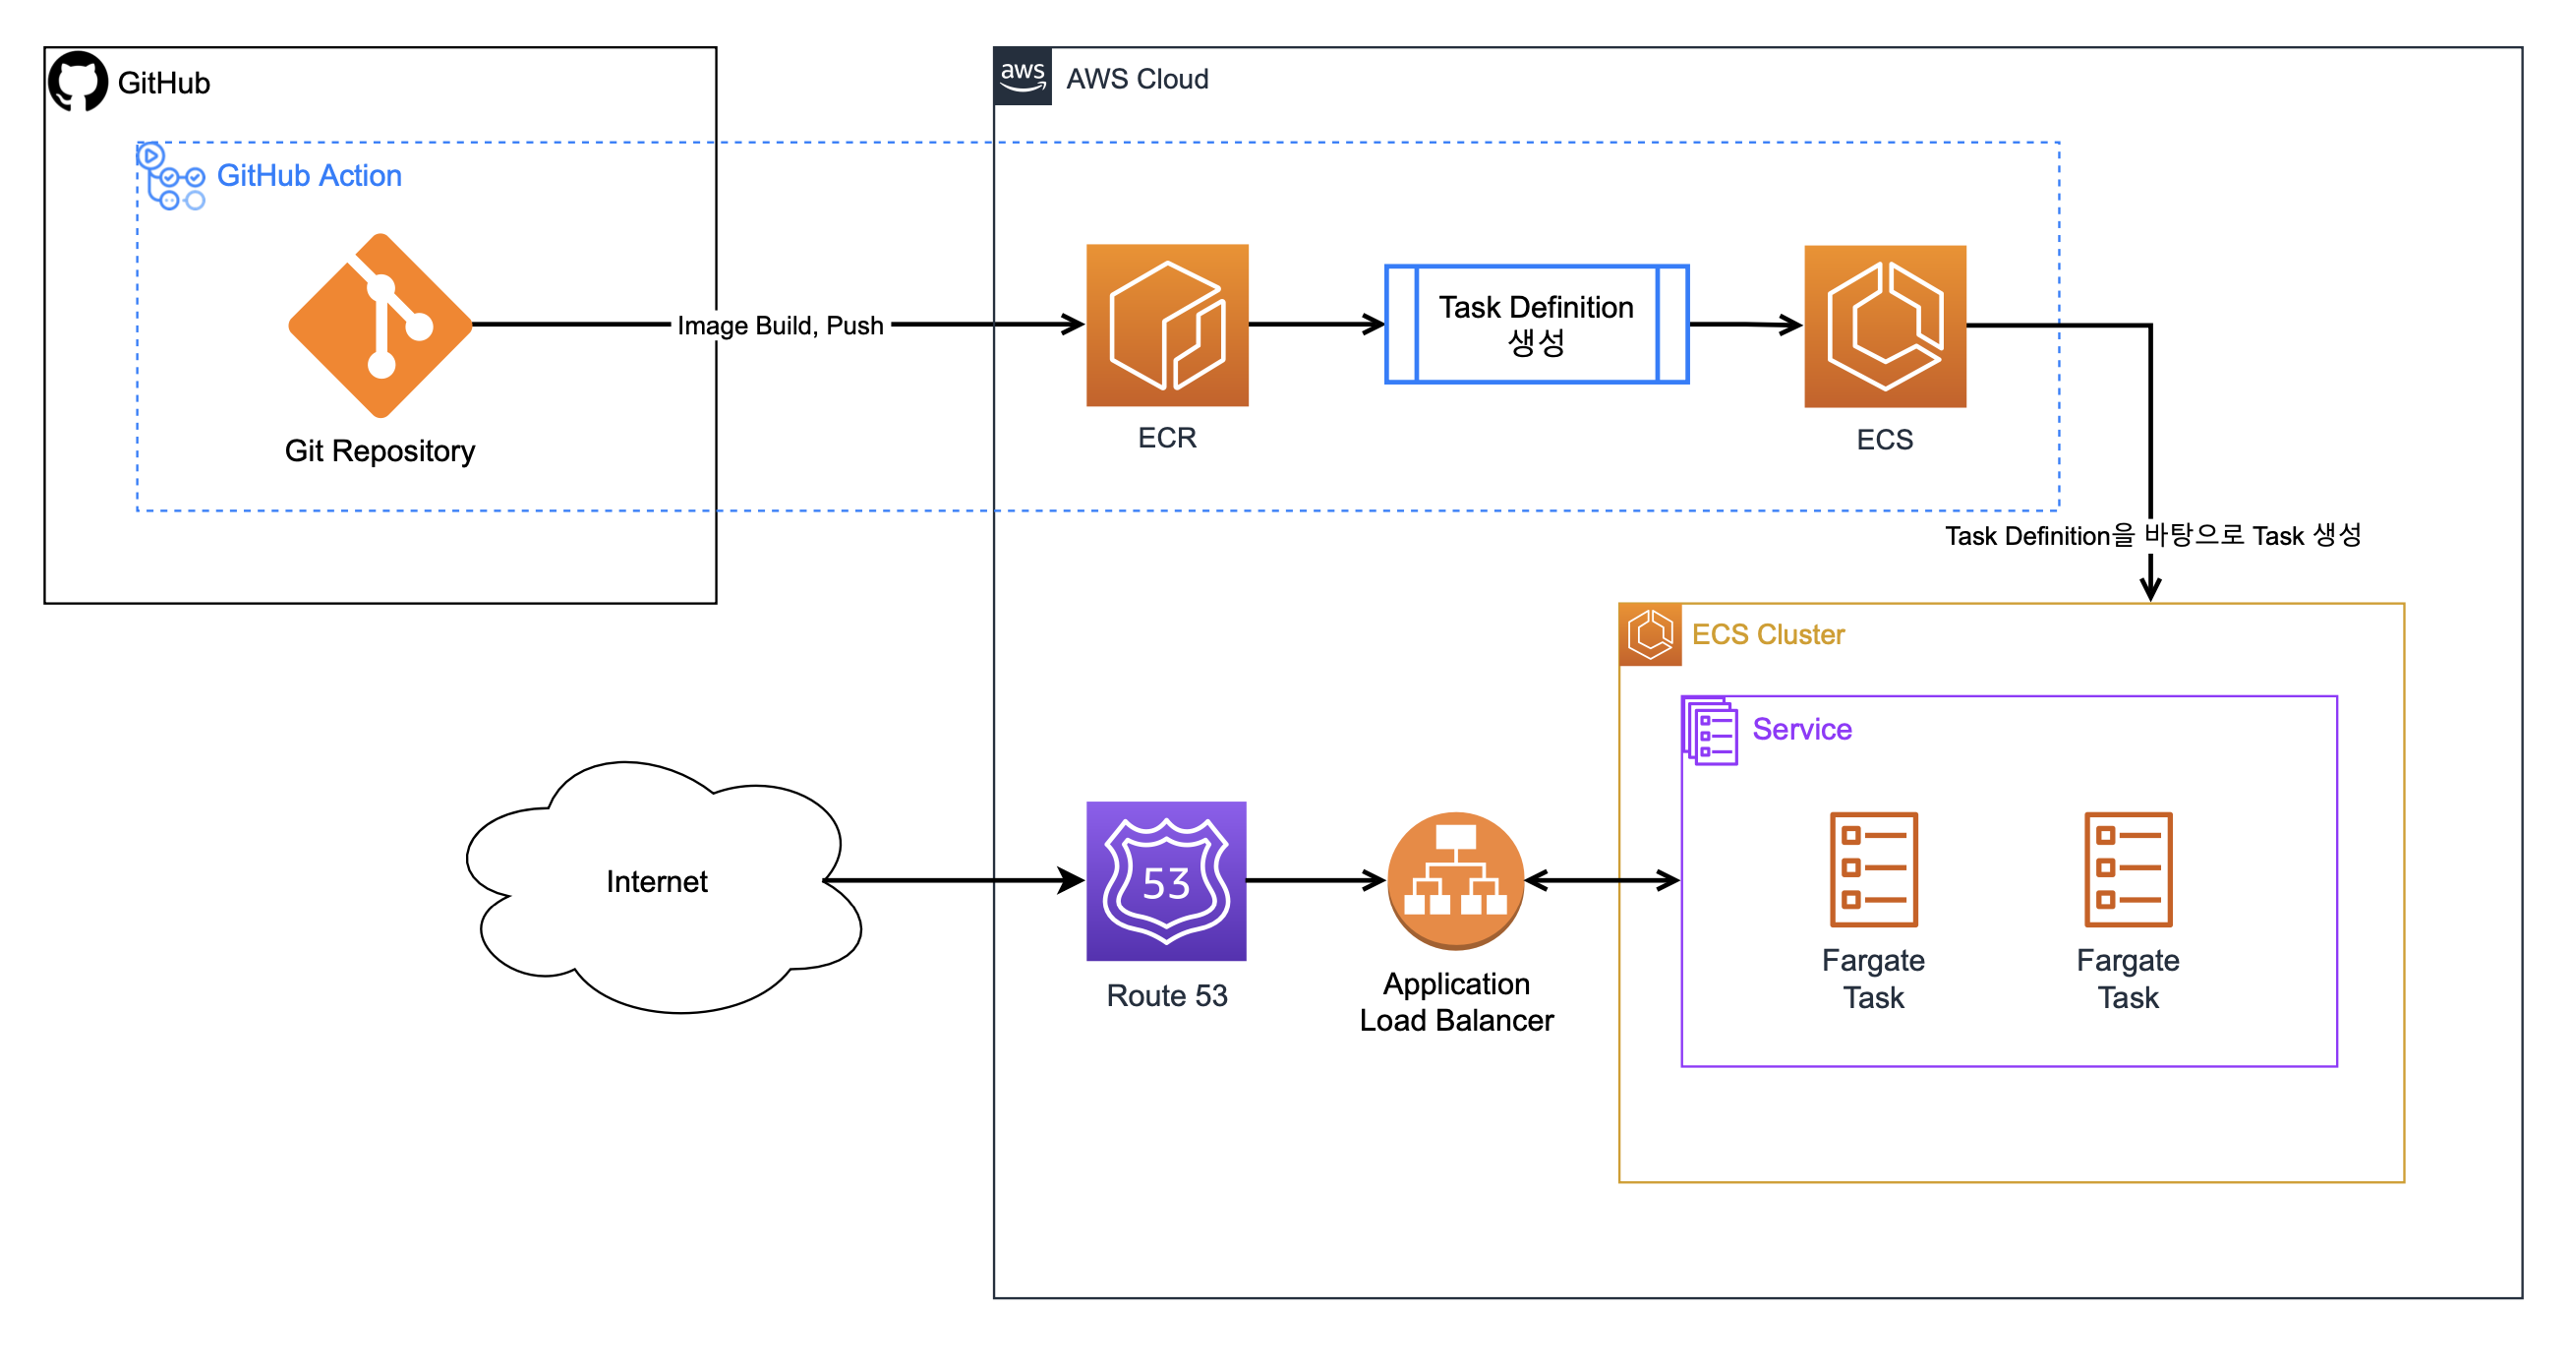 GitHub
aws
AWS Cloud
GitHub Action
Image Build, Push
Task Definition
생성
Git Repository
ECR
ECS
Task Definition을 바탕으로 Task 생성
ECS Cluster
Service
Internet
53
Route 53
Application
Load Balancer
Fargate
Task
Fargate
Task